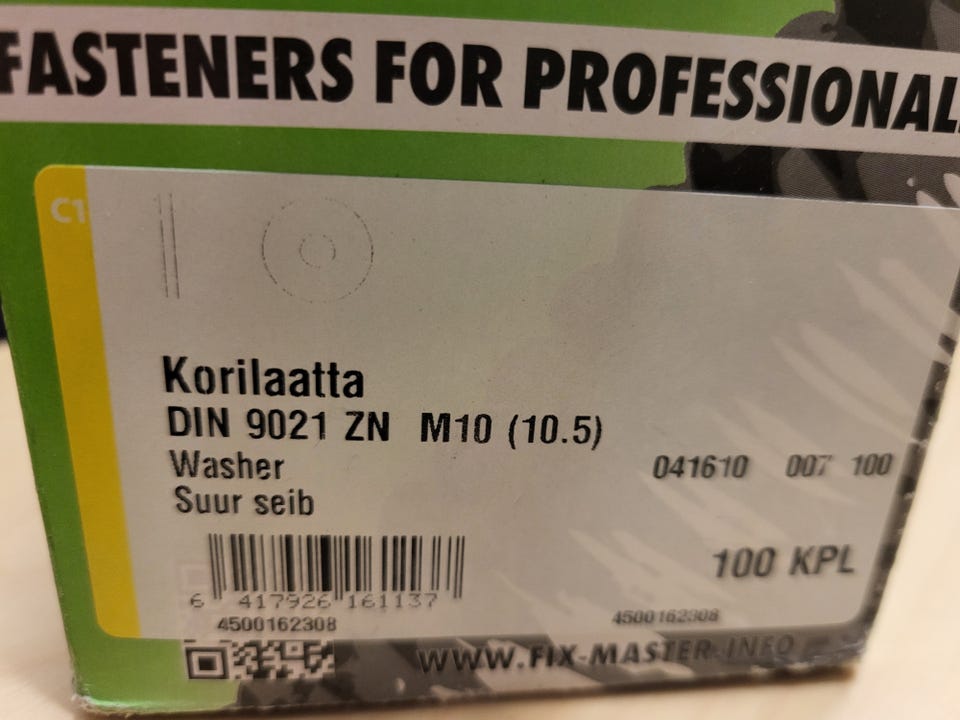 FASTENERS FOR PROFESSIONAL
C1
Korilaatta
DIN 9021 ZN M10 (10.5)
Washer
041610 007 100
Suur seib
100 KPL
6 417926 161137
4500162308
4500162308
WWW.FIX-MASTER-INFO